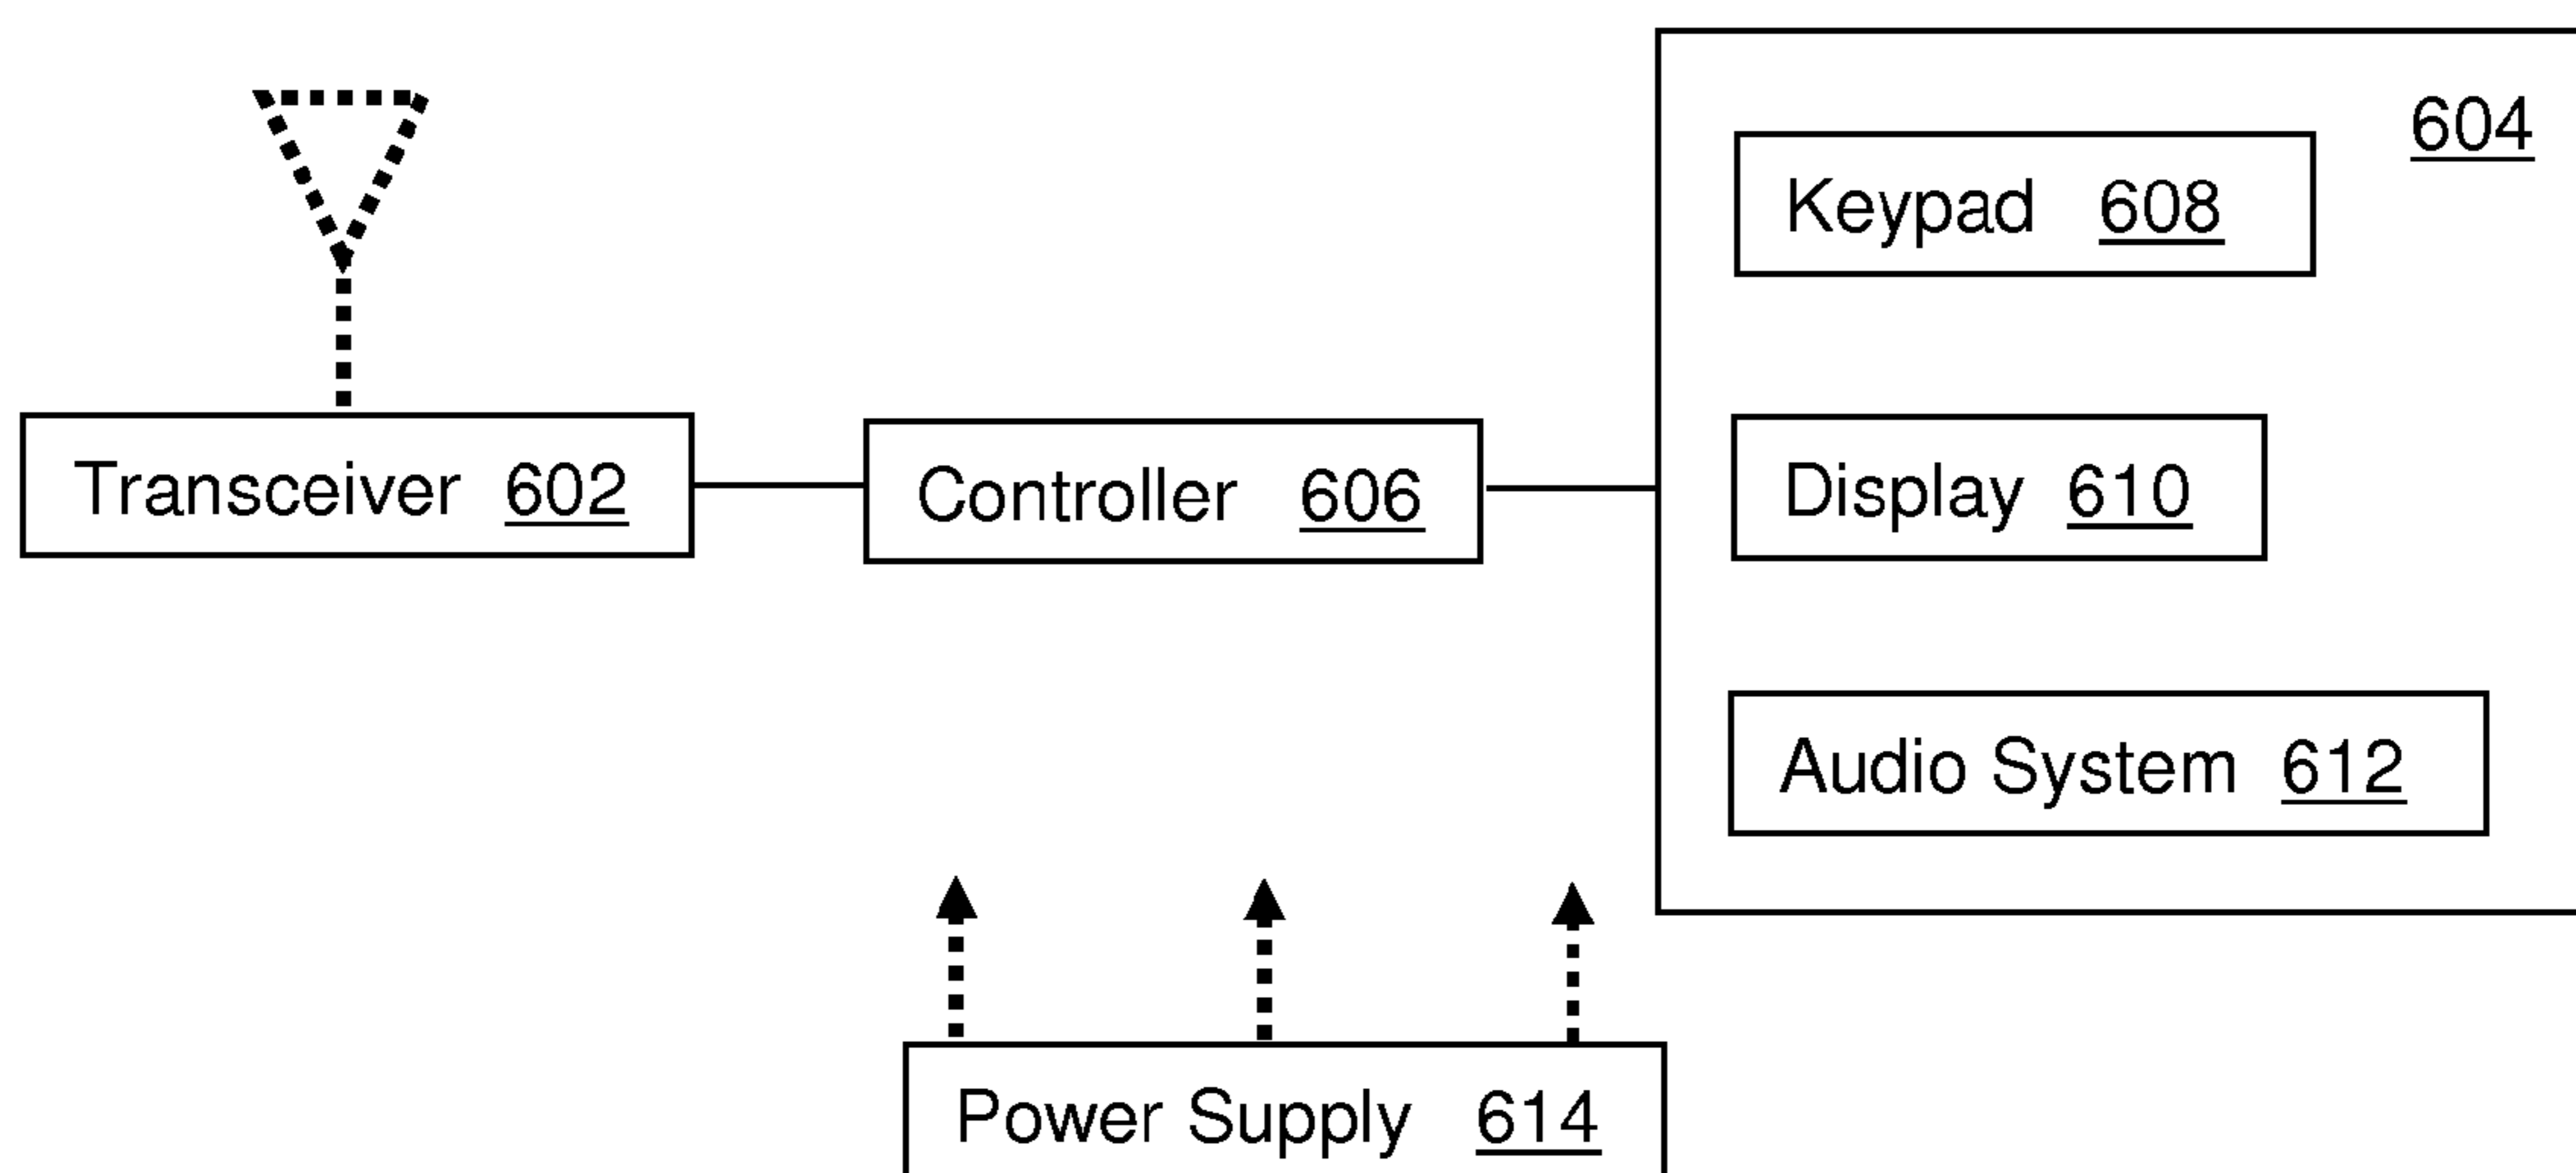 604
Keypad 608
Transceiver 602
Controller 606
Display 610
Audio System 612
Power Supply 614